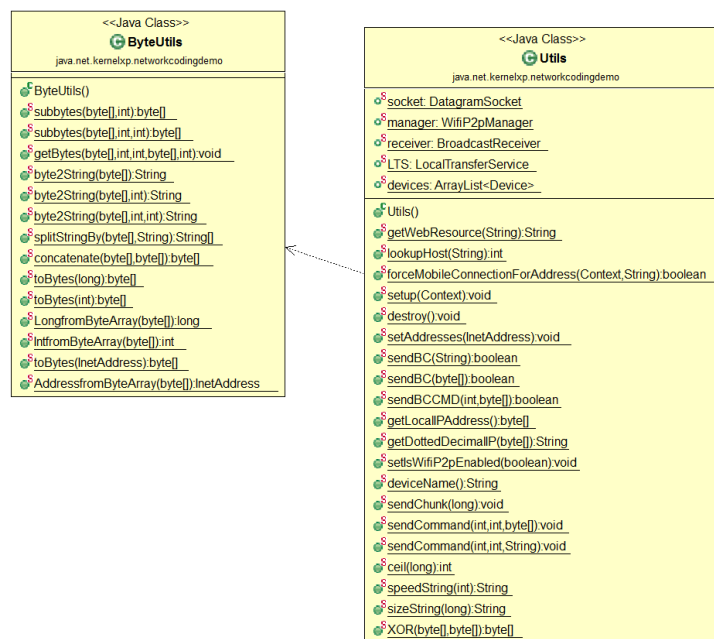 <<Java Class>>
ByteUtils
java.net.kernelxp.networkcodingdemo
ByteUtils()
subbytes(byte[],int):byte[]
subbytes(byte[],int,int):byte[]
getBytes(byte[],int,int,byte[],int):void
byte2String(byte[]):String
byte2String(byte[],int):String
byte2String(byte[],int,int):String
splitStringBy(byte[],String):String[]
concatenate(byte[],byte[]):byte[]
toBytes(long):byte[]
toBytes(int):byte[]
LongfromByteArray(byte[]):long
IntfromByteArray(byte[]):int
toBytes(InetAddress):byte[]
AddressfromByteArray(byte[]):InetAddress
<<Java Class>>
Utils
java.net.kernelxp.networkcodingdemo
socket: DatagramSocket
manager: WifiP2pManager
receiver: BroadcastReceiver
LTS: LocalTransferService
devices: ArrayList<Device>
Utils()
getWebResource(String):String
lookupHost(String):int
forceMobileConnectionForAddress(Context,String):boolean
setup(Context):void
destroy():void
setAddresses(InetAddress):void
sendBC(String):boolean
sendBC(byte[]):boolean
sendBCCMD(int,byte[]):boolean
getLocalIPAddress():byte[]
getDottedDecimalIP(byte[]):String
setIsWifiP2pEnabled(boolean):void
deviceName():String
sendChunk(long):void
sendCommand(int,int,byte[]):void
sendCommand(int,int,String):void
ceil(long):int
speedString(int):String
sizeString(long):String
XOR(byte[],byte[]):byte[]